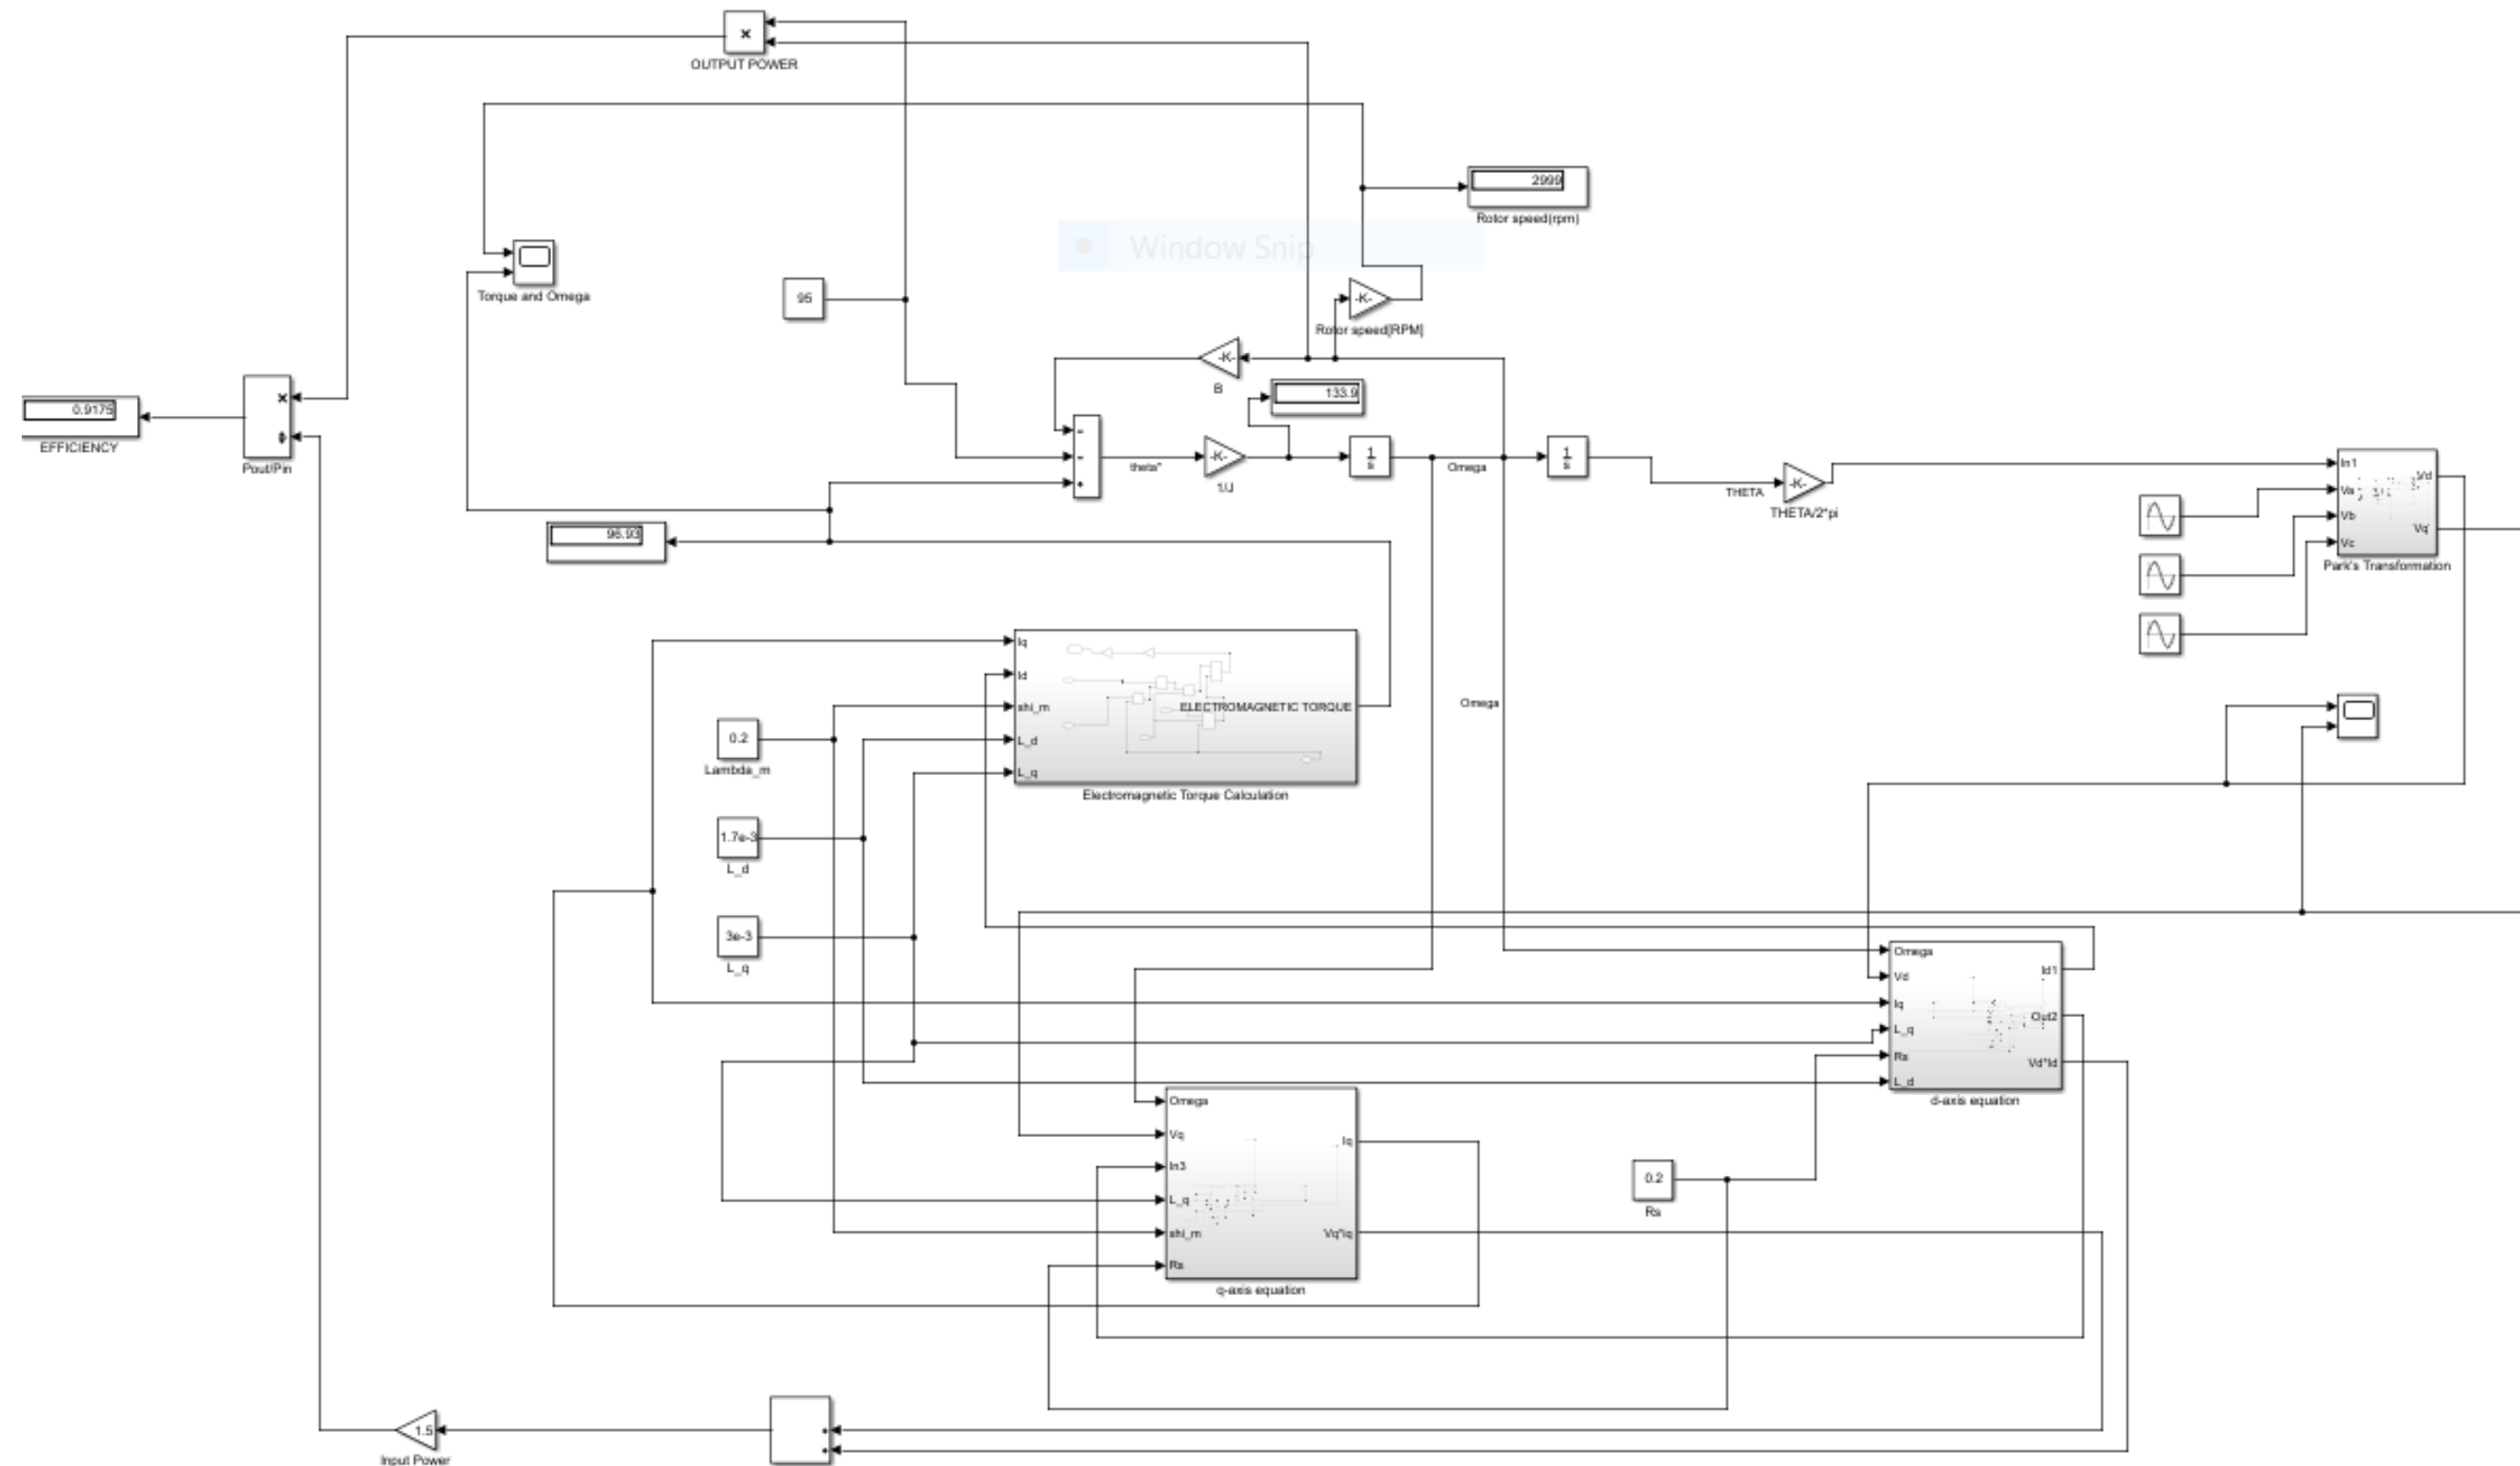 ×
OUTPUT POWER
2999
Rotor speed(rpm)
Window Snip
Torque and Omega
95
-K-
Rotor speed[RPM]
-K-
B
133.9
0.9175
EFFICIENCY
×
÷
Pout/Pin
-
-
+
theta"
-K-
1/J
1
s
Omega
1
s
THETA
-K-
THETA/2*pi
In1
Va
Vb
Vc
Vd
Vq
Park's Transformation
96.93
Iq
Id
shi_m
L_d
L_q
ELECTROMAGNETIC TORQUE
Electromagnetic Torque Calculation
Omega
0.2
Lambda_m
1.7e-3
L_d
3e-3
L_q
Omega
Vd
Iq
L_q
Rs
L_d
Id1
Out2
Vd*Id
d-axis equation
Omega
Vq
In3
L_q
shi_m
Rs
Iq
Vq*iq
q-axis equation
0.2
Rs
1.5
Input Power
+
+